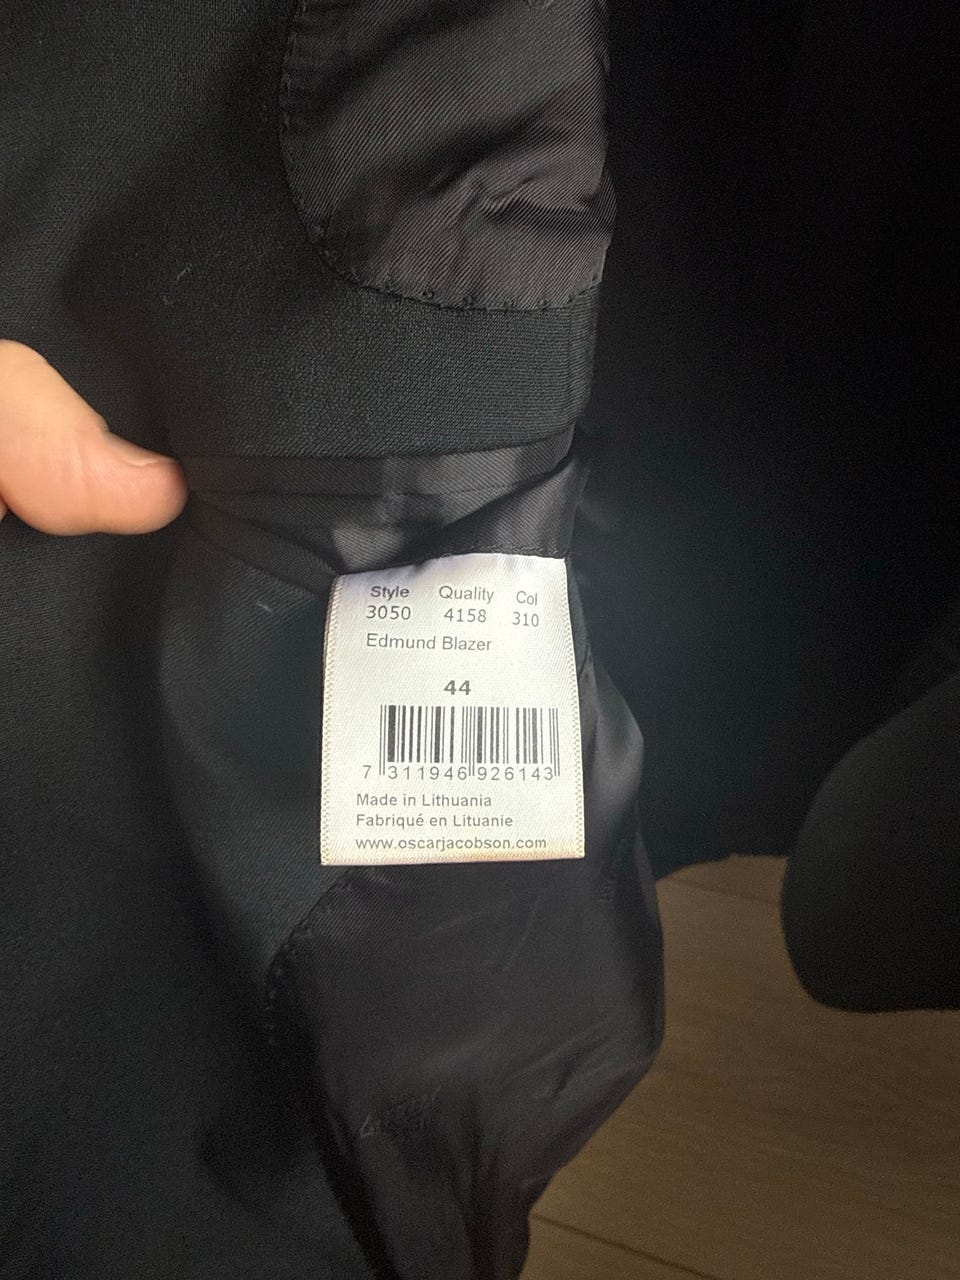 Style Quality Col
3050 4158 310
Edmund Blazer
44
7 311946 926143
Made in Lithuania
Fabriqué en Lituanie
www.oscarjacobson.com